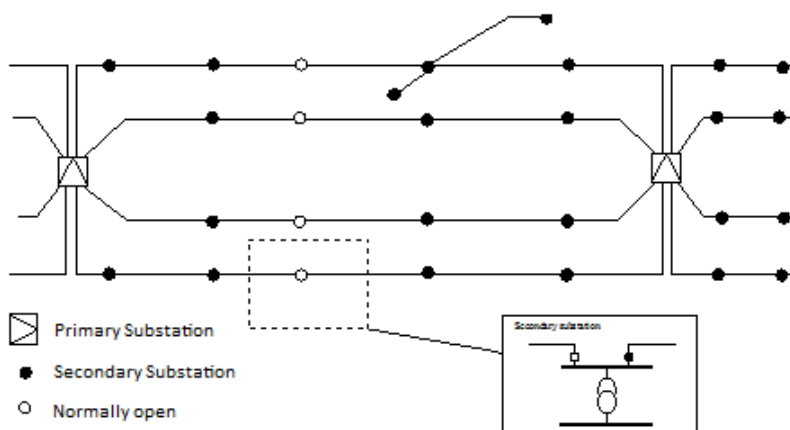 Primary Substation
Secondary Substation
Normally open
Secondary substation